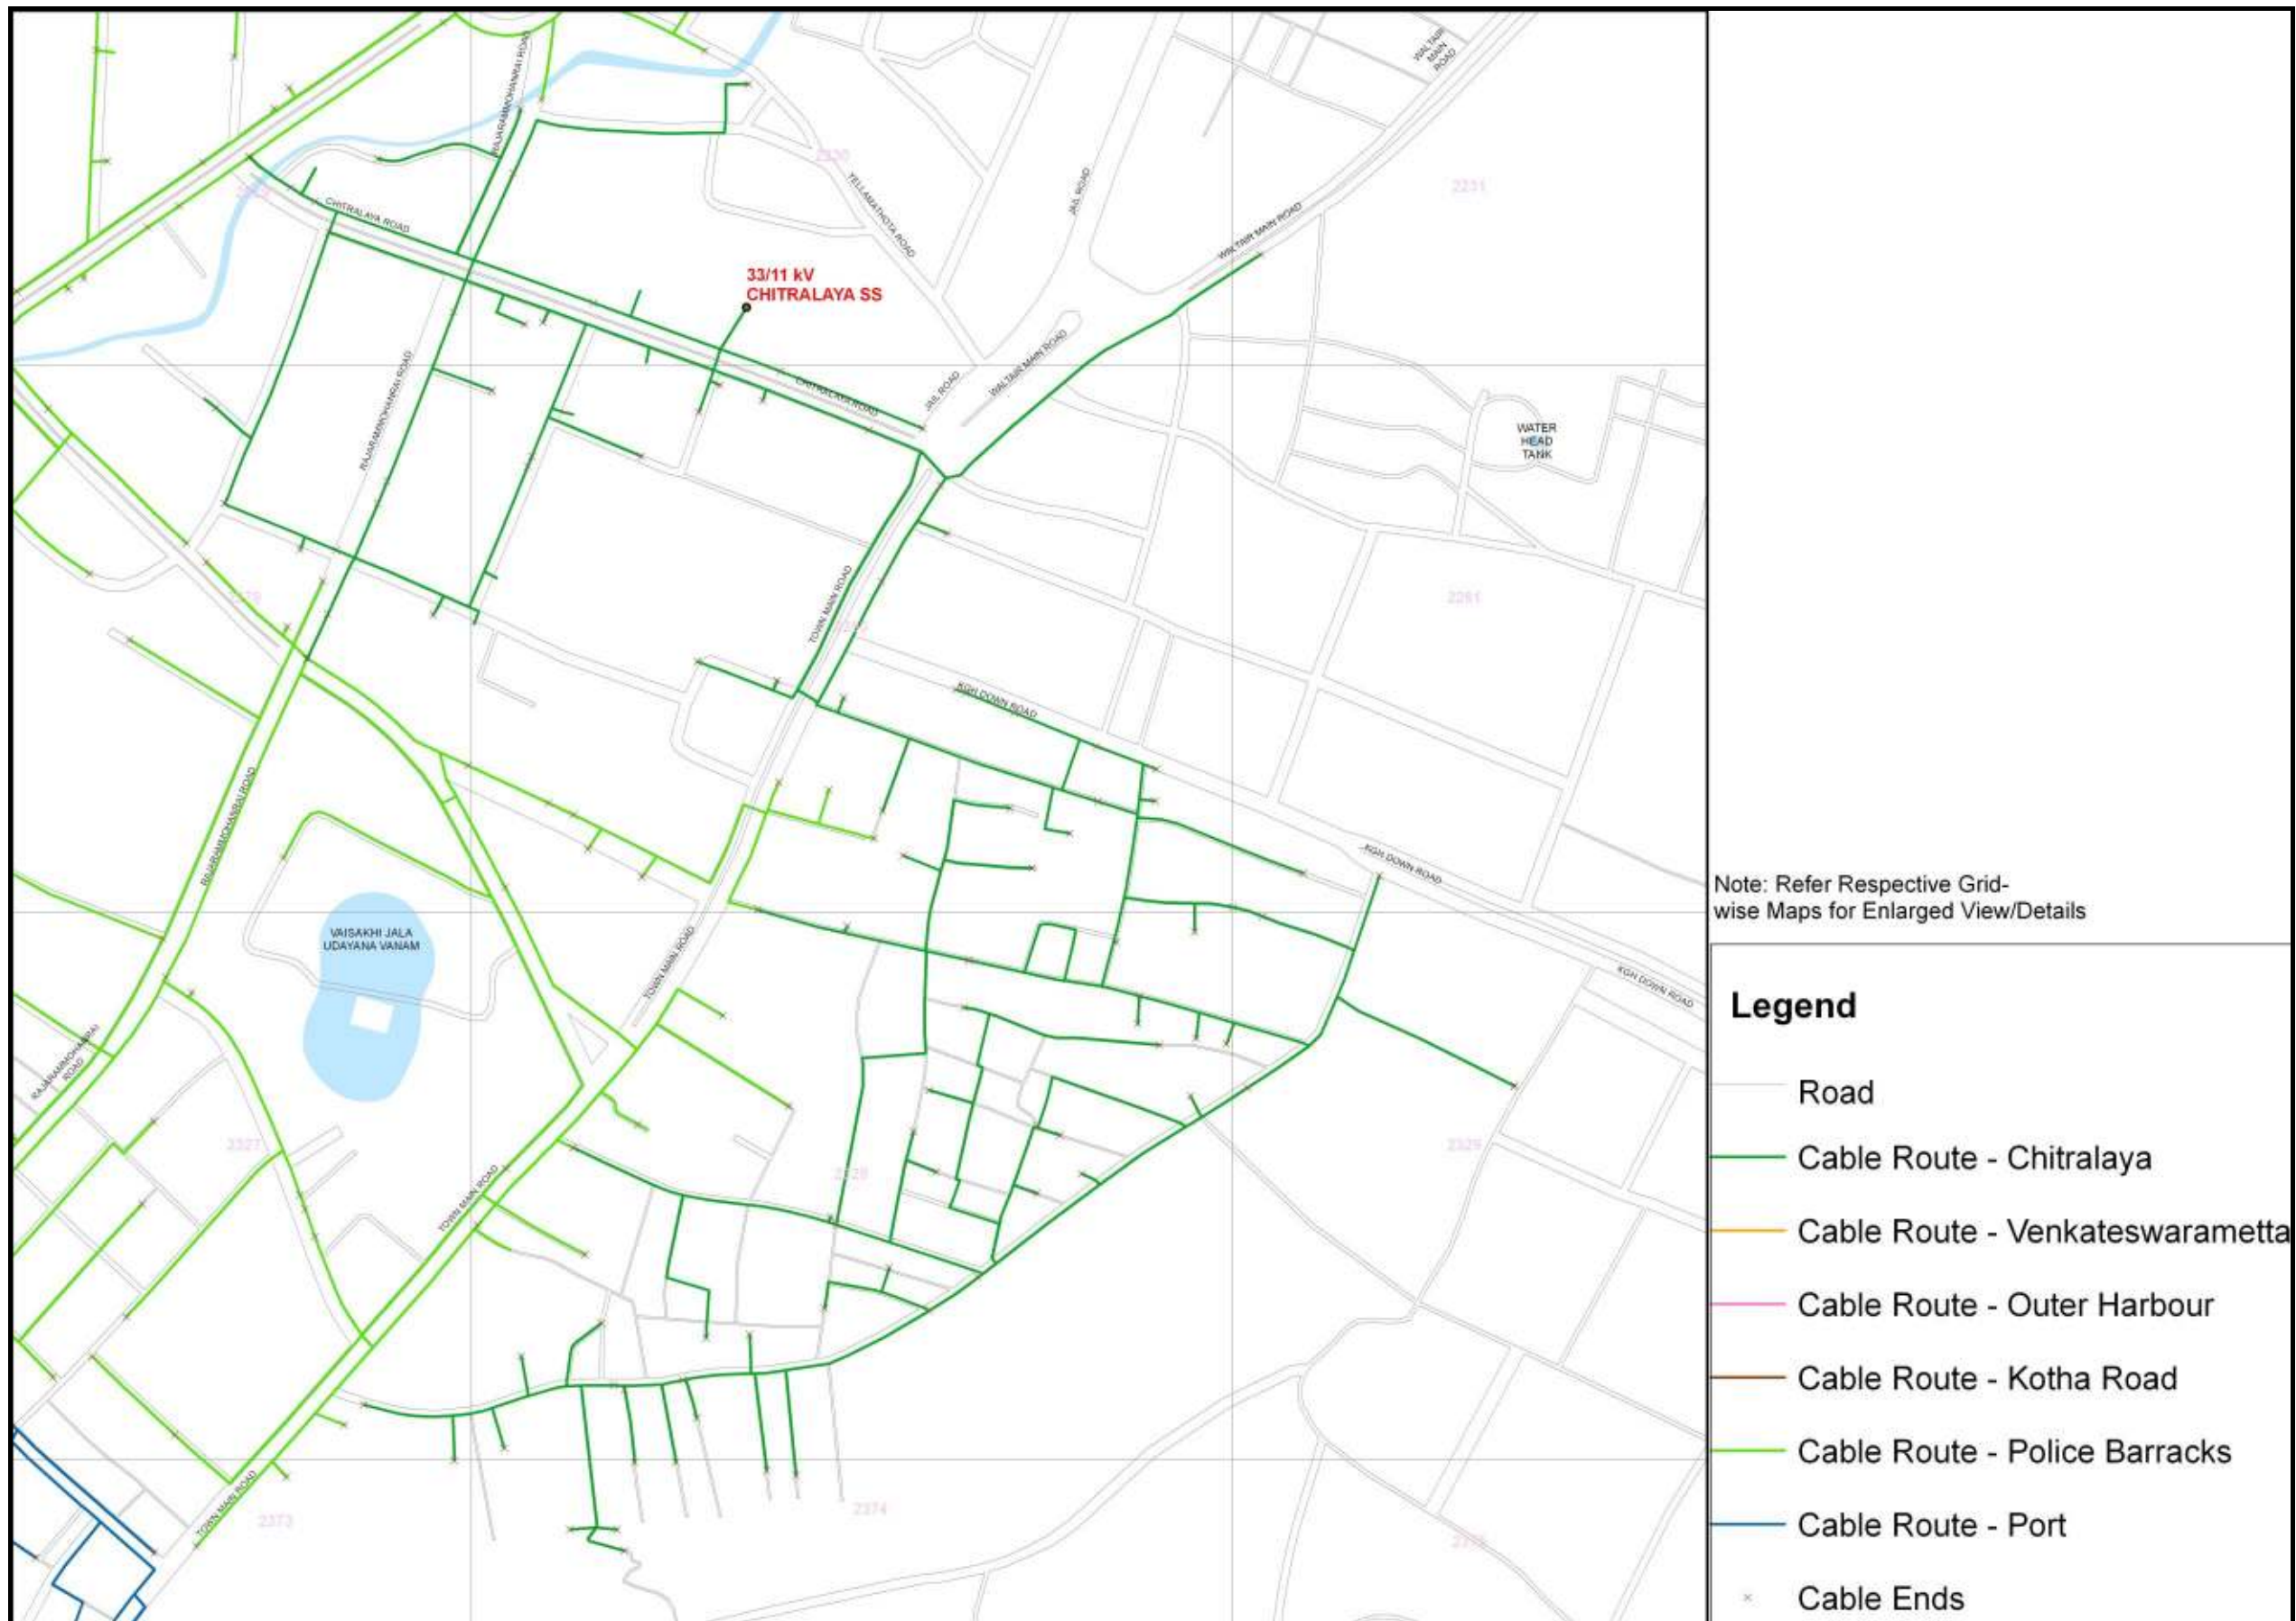 WALTAIR
MAIN
ROAD
RAJARAMMOHANRAI ROAD
2230
2231
JAIL ROAD
YELLAMATHOTA ROAD
CHITRALAYA ROAD
WALTAIR MAIN ROAD
33/11 kV
CHITRALAYA SS
WALTAIR MAIN ROAD
RAJARAMMOHANRAI ROAD
CHITRALAYA ROAD
JAIL ROAD
WATER
HEAD
TANK
2279
TOWN MAIN ROAD
2281
KGH DOWN ROAD
RAJARAMMOHANRAI ROAD
KGH DOWN ROAD
VAISAKHI JALA
UDAYANA VANAM
TOWN MAIN ROAD
KGH DOWN ROAD
RAJARAMMOHANRAI
ROAD
2327
2328
2329
TOWN MAIN ROAD
TOWN MAIN ROAD
2373
2374
2375
Note: Refer Respective Grid-
wise Maps for Enlarged View/Details
Legend
Road
Cable Route - Chitralaya
Cable Route - Venkateswarametta
Cable Route - Outer Harbour
Cable Route - Kotha Road
Cable Route - Police Barracks
Cable Route - Port
Cable Ends